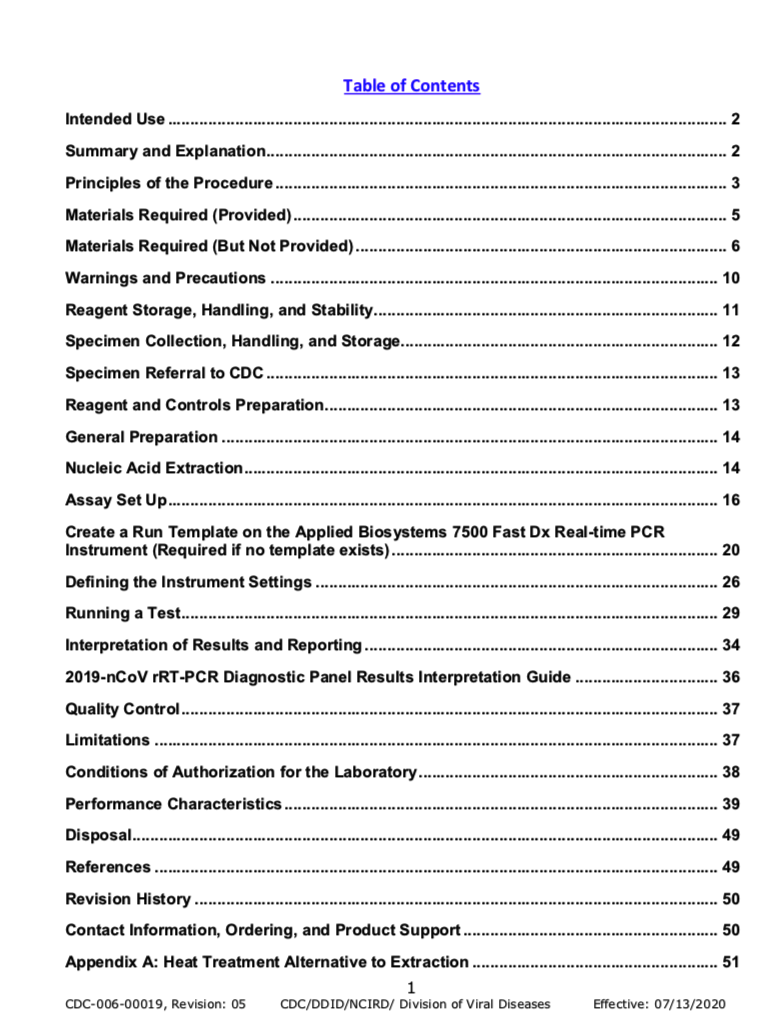 Table of Contents
Intended Use ........................................................................................................................... 2
Summary and Explanation...................................................................................................... 2
Principles of the Procedure .................................................................................................... 3
Materials Required (Provided) ................................................................................................ 5
Materials Required (But Not Provided) ................................................................................... 6
Warnings and Precautions .................................................................................................... 10
Reagent Storage, Handling, and Stability............................................................................. 11
Specimen Collection, Handling, and Storage....................................................................... 12
Specimen Referral to CDC ..................................................................................................... 13
Reagent and Controls Preparation........................................................................................ 13
General Preparation ............................................................................................................... 14
Nucleic Acid Extraction.......................................................................................................... 14
Assay Set Up........................................................................................................................... 16
Create a Run Template on the Applied Biosystems 7500 Fast Dx Real-time PCR
Instrument (Required if no template exists) ......................................................................... 20
Defining the Instrument Settings .......................................................................................... 26
Running a Test........................................................................................................................ 29
Interpretation of Results and Reporting ............................................................................... 34
2019-nCoV rRT-PCR Diagnostic Panel Results Interpretation Guide ................................ 36
Quality Control........................................................................................................................ 37
Limitations .............................................................................................................................. 37
Conditions of Authorization for the Laboratory................................................................... 38
Performance Characteristics ................................................................................................. 39
Disposal................................................................................................................................... 49
References .............................................................................................................................. 49
Revision History ..................................................................................................................... 50
Contact Information, Ordering, and Product Support ......................................................... 50
Appendix A: Heat Treatment Alternative to Extraction ....................................................... 51
1
CDC-006-00019, Revision: 05 CDC/DDID/NCIRD/ Division of Viral Diseases Effective: 07/13/2020